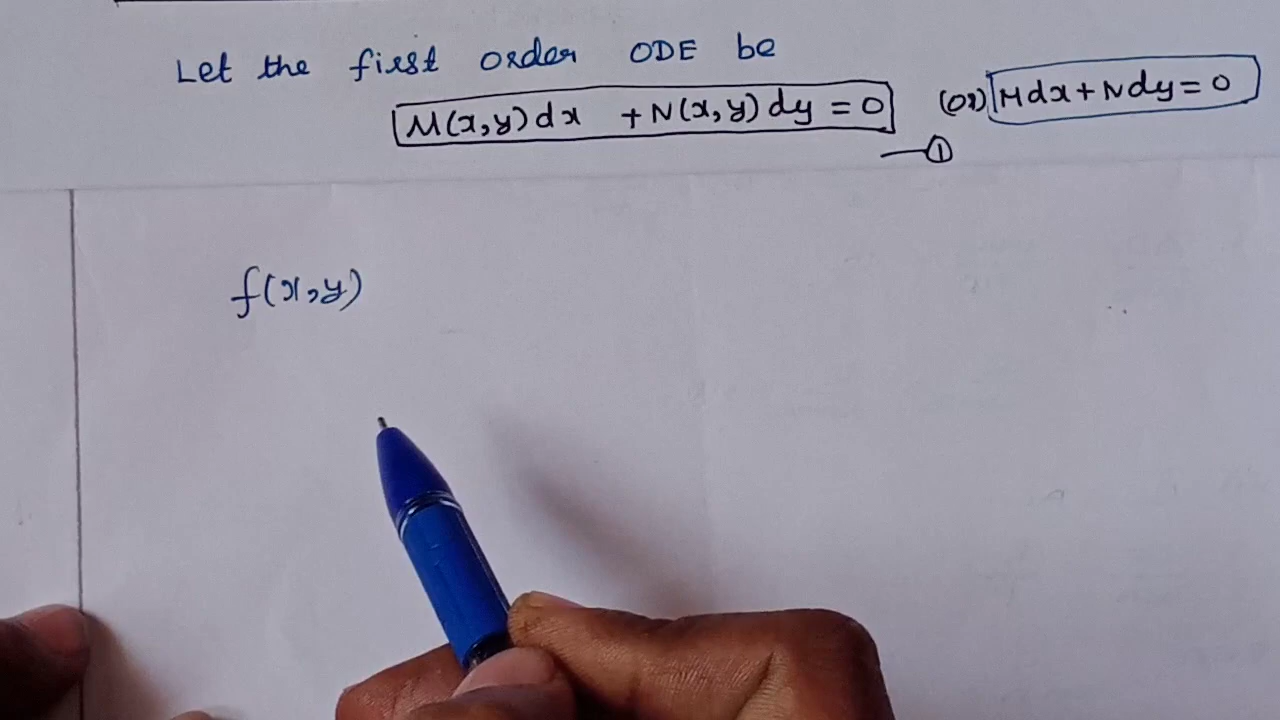 Let the first order ODE be
M(x,y)dx + N(x,y)dy = 0 (or) Mdx + Ndy = 0
①
f(x,y)